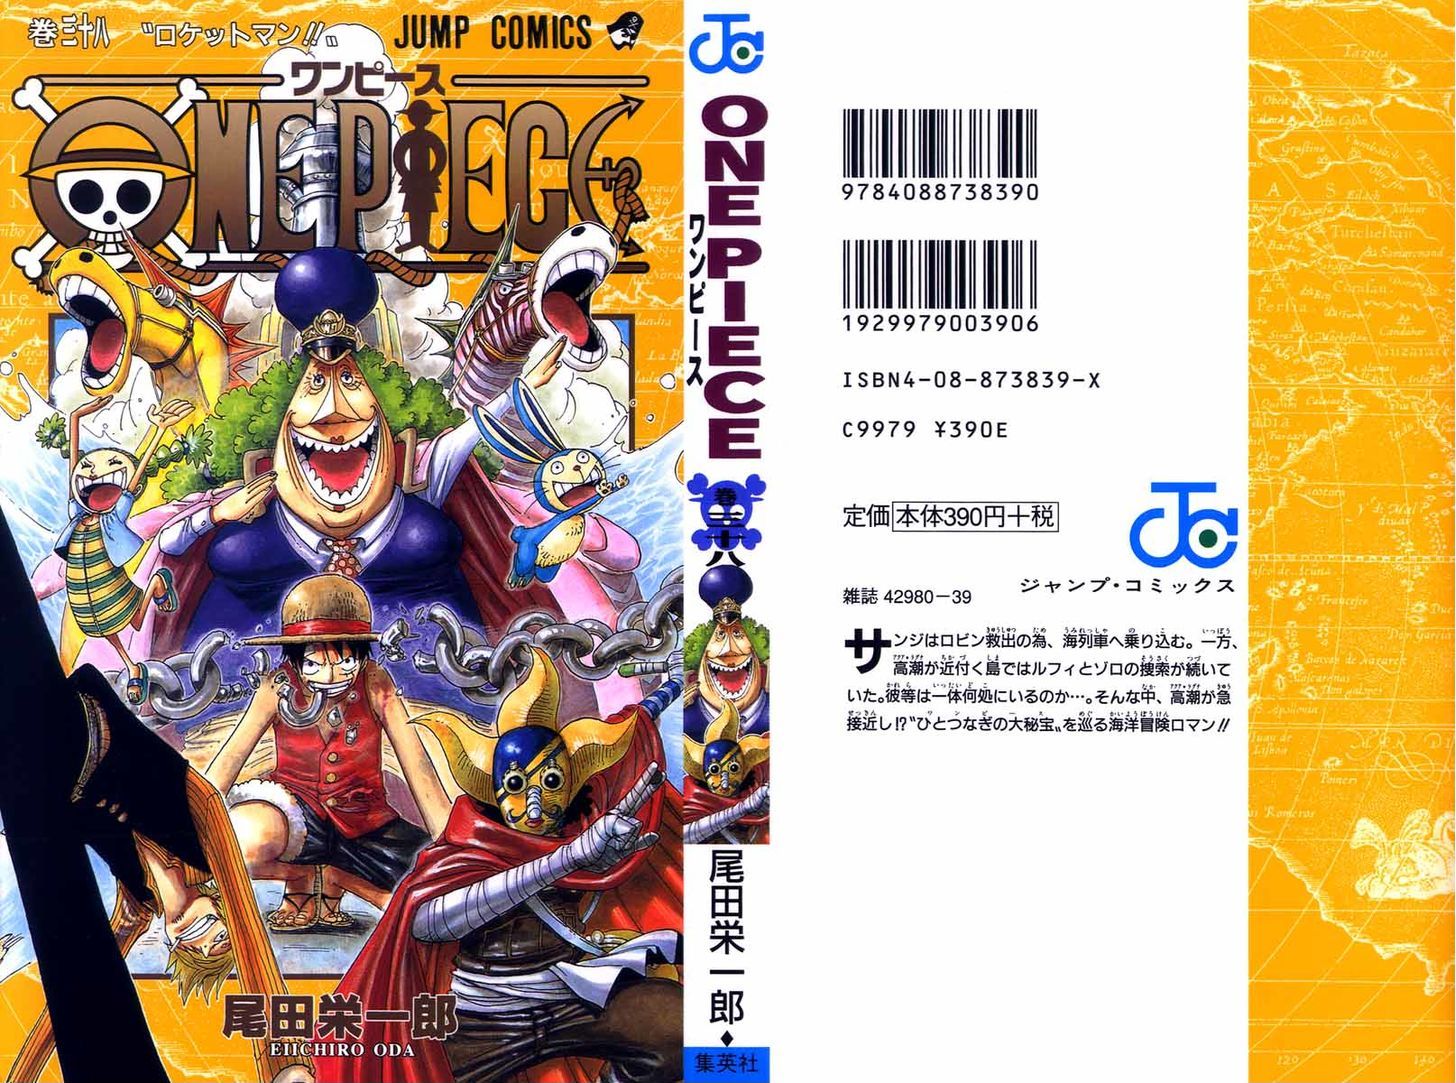 巻三十八 〝ロケットマン!!〟 JUMP COMICS
ワンピース
ONE PIECE
WT
尾田栄一郎
EIICHIRO ODA
JC
ONE PIECE
ワンピース
巻三十八
尾田栄一郎
集英社
9784088738390
1929979003906
ISBN4-08-873839-X
C9979 ¥390E
定価 本体390円+税
JC
ジャンプ・コミックス
雑誌 42980-39
サンジはロビン救出の為、海列車へ乗り込む。一方、
高潮が近付く島ではルフィとゾロの捜索が続いて
いた。彼等は一体何処にいるのか…。そんな中、高潮が急
接近し!?〝ひとつなぎの大秘宝〟を巡る海洋冒険ロマン!!
Turchestan
Persia
120 130 140